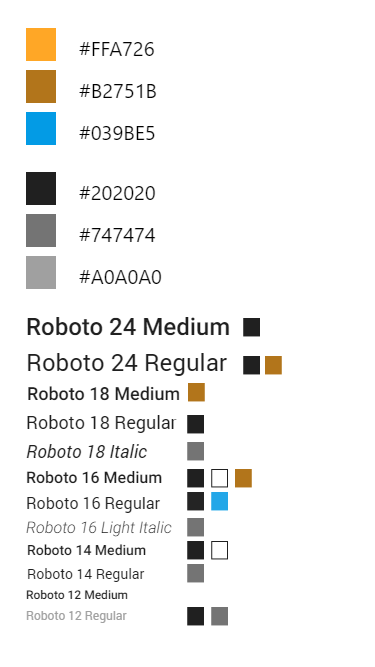 #FFA726
#B2751B
#039BE5
#202020
#747474
#A0A0A0
Roboto 24 Medium
Roboto 24 Regular
Roboto 18 Medium
Roboto 18 Regular
Roboto 18 Italic
Roboto 16 Medium
Roboto 16 Regular
Roboto 16 Light Italic
Roboto 14 Medium
Roboto 14 Regular
Roboto 12 Medium
Roboto 12 Regular